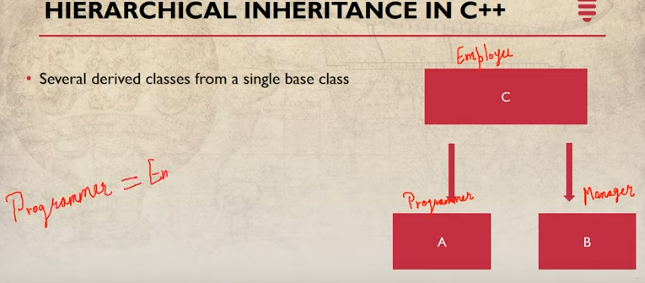 HIERARCHICAL INHERITANCE IN C++
• Several derived classes from a single base class
Employee
C
Programmer = Em
Programmer
Manager
A
B